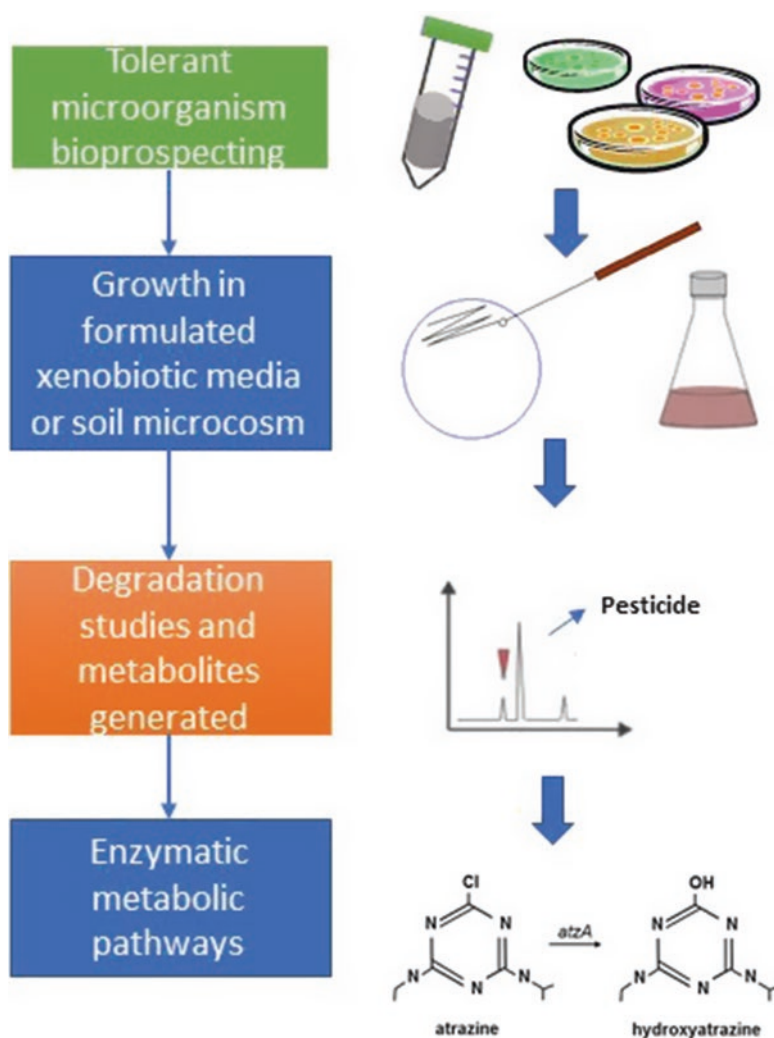 Tolerant
microorganism
bioprospecting
Growth in
formulated
xenobiotic media
or soil microcosm
Degradation
studies and
metabolites
generated
Pesticide
Enzymatic
metabolic
pathways
Cl
N N
N N N
atzA
OH
N N
N N N
atrazine
hydroxyatrazine